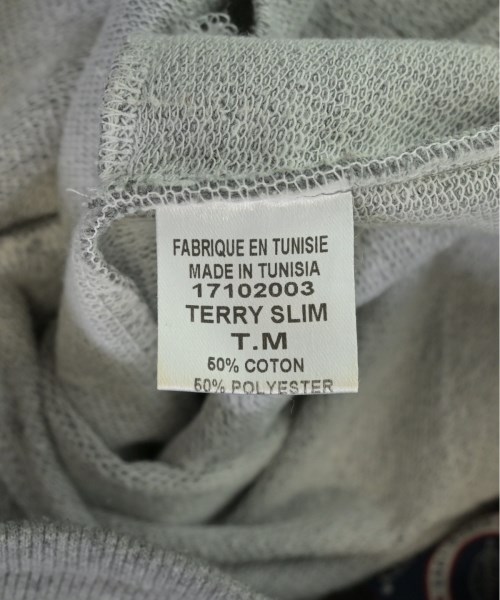 FABRIQUE EN TUNISIE
MADE IN TUNISIA
17102003
TERRY SLIM
T.M
50% COTON
50% POLYESTER